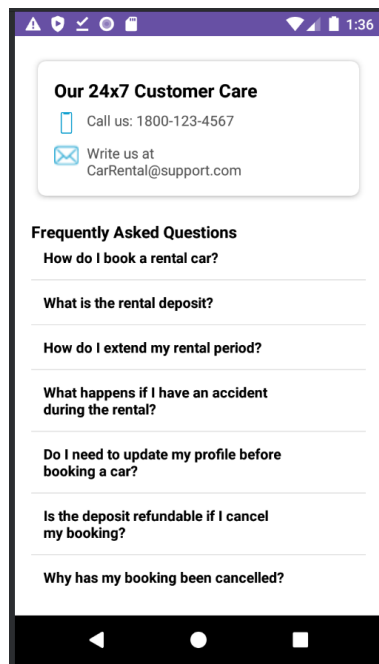 1:36
Our 24x7 Customer Care
Call us: 1800-123-4567
Write us at
CarRental@support.com
Frequently Asked Questions
How do I book a rental car?
What is the rental deposit?
How do I extend my rental period?
What happens if I have an accident
during the rental?
Do I need to update my profile before
booking a car?
Is the deposit refundable if I cancel
my booking?
Why has my booking been cancelled?